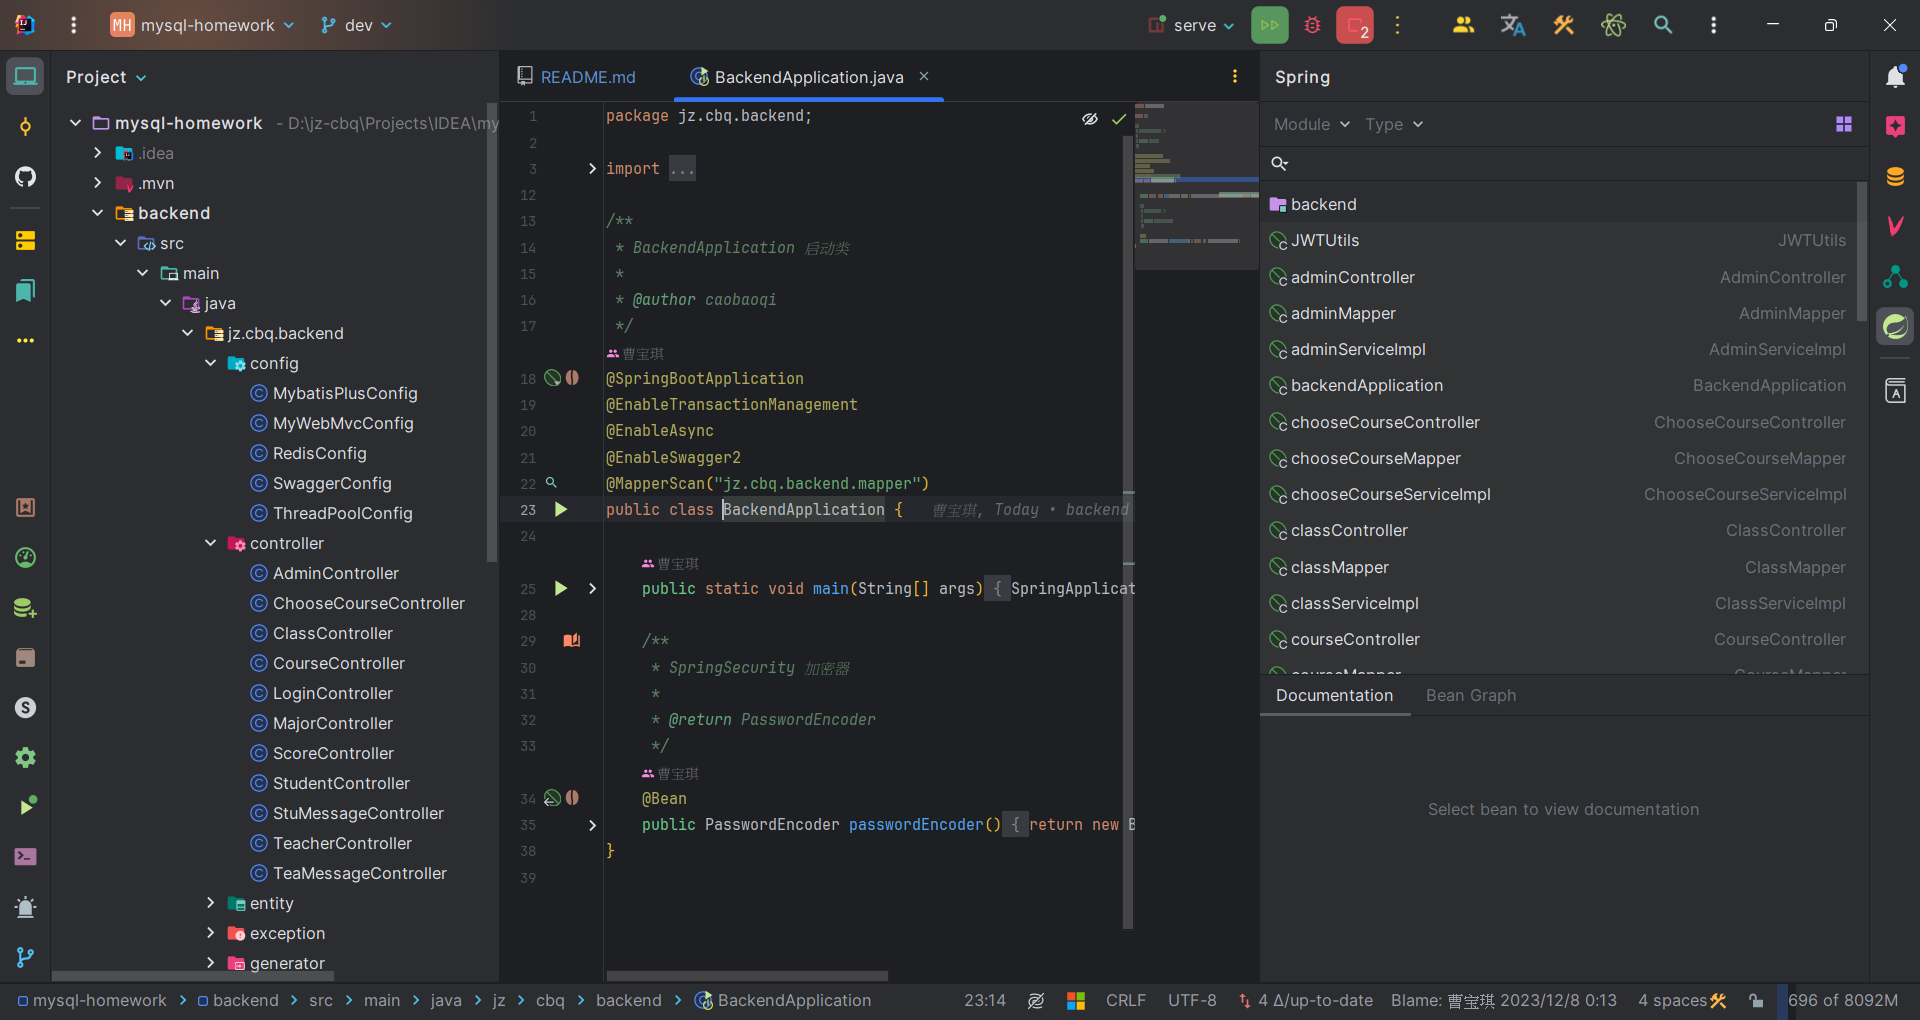 MH mysql-homework dev serve 2
Project
mysql-homework - D:\jz-cbq\Projects\IDEA\my
.idea
.mvn
backend
src
main
java
jz.cbq.backend
config
MybatisPlusConfig
MyWebMvcConfig
RedisConfig
SwaggerConfig
ThreadPoolConfig
controller
AdminController
ChooseCourseController
ClassController
CourseController
LoginController
MajorController
ScoreController
StudentController
StuMessageController
TeacherController
TeaMessageController
entity
exception
generator
README.md BackendApplication.java
1 package jz.cbq.backend;
2
3 import ...
12
13 /**
14 * BackendApplication 启动类
15 *
16 * @author caobaoqi
17 */
曹宝琪
18 @SpringBootApplication
19 @EnableTransactionManagement
20 @EnableAsync
21 @EnableSwagger2
22 @MapperScan("jz.cbq.backend.mapper")
23 public class BackendApplication { 曹宝琪, Today • backend
24
曹宝琪
25 public static void main(String[] args) { SpringApplicat
28
29 /**
30 * SpringSecurity 加密器
31 *
32 * @return PasswordEncoder
33 */
曹宝琪
34 @Bean
35 public PasswordEncoder passwordEncoder() { return new B
38 }
39
Spring
Module Type
backend
JWTUtils JWTUtils
adminController AdminController
adminMapper AdminMapper
adminServiceImpl AdminServiceImpl
backendApplication BackendApplication
chooseCourseController ChooseCourseController
chooseCourseMapper ChooseCourseMapper
chooseCourseServiceImpl ChooseCourseServiceImpl
classController ClassController
classMapper ClassMapper
classServiceImpl ClassServiceImpl
courseController CourseController
courseMapper CourseMapper
Documentation Bean Graph
Select bean to view documentation
mysql-homework > backend > src > main > java > jz > cbq > backend > BackendApplication 23:14 CRLF UTF-8 4 Δ/up-to-date Blame: 曹宝琪 2023/12/8 0:13 4 spaces 696 of 8092M